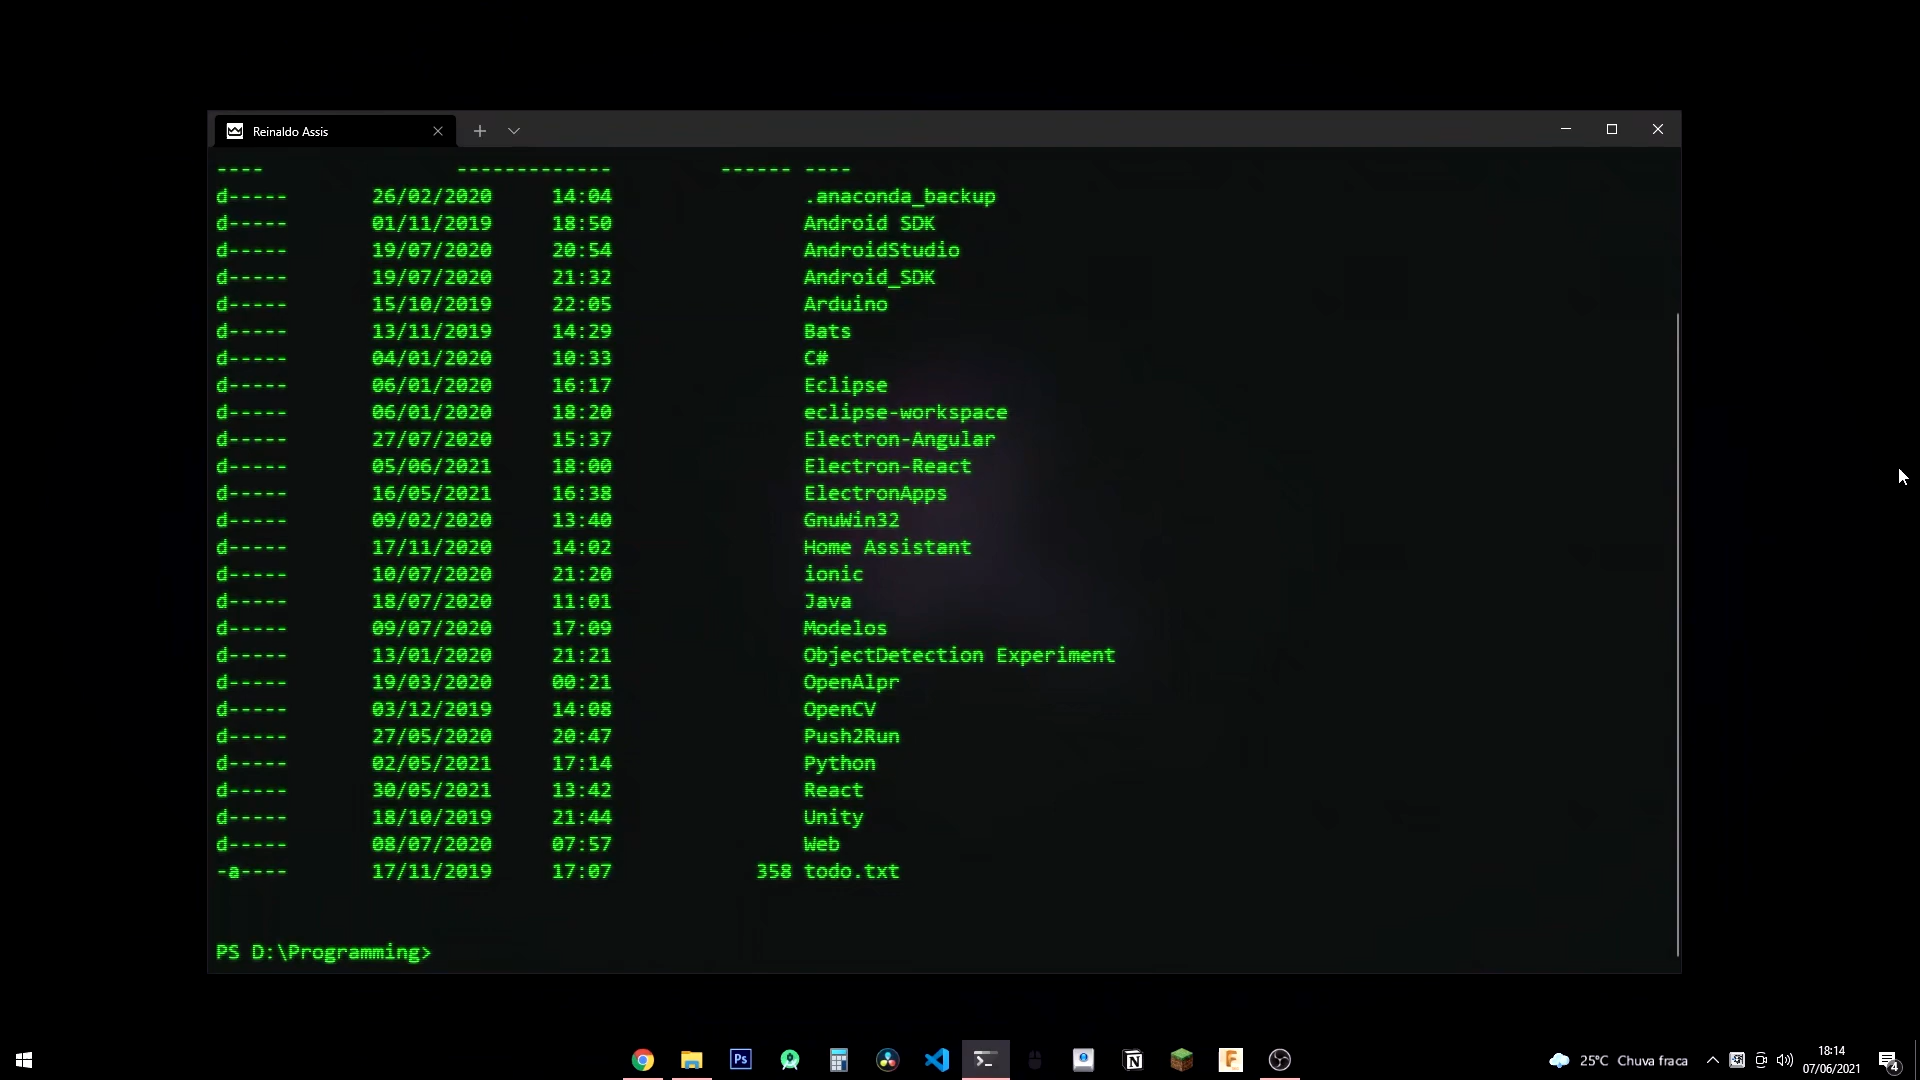 Reinaldo Assis
---- ------------- ------ ----
d----- 26/02/2020 14:04 .anaconda_backup
d----- 01/11/2019 18:50 Android SDK
d----- 19/07/2020 20:54 AndroidStudio
d----- 19/07/2020 21:32 Android_SDK
d----- 15/10/2019 22:05 Arduino
d----- 13/11/2019 14:29 Bats
d----- 04/01/2020 10:33 C#
d----- 06/01/2020 16:17 Eclipse
d----- 06/01/2020 18:20 eclipse-workspace
d----- 27/07/2020 15:37 Electron-Angular
d----- 05/06/2021 18:00 Electron-React
d----- 16/05/2021 16:38 ElectronApps
d----- 09/02/2020 13:40 GnuWin32
d----- 17/11/2020 14:02 Home Assistant
d----- 10/07/2020 21:20 ionic
d----- 18/07/2020 11:01 Java
d----- 09/07/2020 17:09 Modelos
d----- 13/01/2020 21:21 ObjectDetection Experiment
d----- 19/03/2020 00:21 OpenAlpr
d----- 03/12/2019 14:08 OpenCV
d----- 27/05/2020 20:47 Push2Run
d----- 02/05/2021 17:14 Python
d----- 30/05/2021 13:42 React
d----- 18/10/2019 21:44 Unity
d----- 08/07/2020 07:57 Web
-a---- 17/11/2019 17:07 358 todo.txt
PS D:\Programming>
Ps
25°C Chuva fraca
18:14
07/06/2021
4